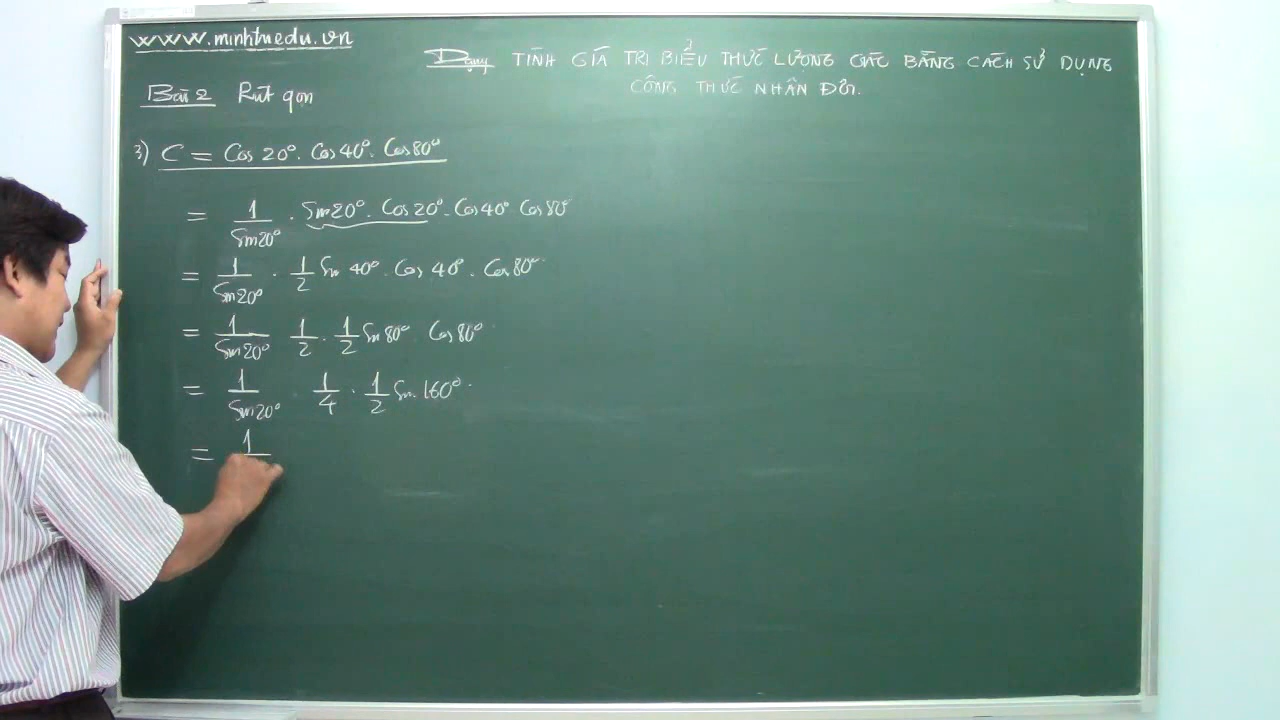 www.minhtuedu.vn
Dạng TÍNH GIÁ TRỊ BIỂU THỨC LƯỢNG GIÁC BẰNG CÁCH SỬ DỤNG
CÔNG THỨC NHÂN ĐÔI.
Bài 2 Rút gọn
3) C = Cos 20°. Cos 40°. Cos 80°
= 1/Sin20° . Sin20° . Cos 20° . Cos 40° Cos 80°
= 1/Sin20° . 1/2 Sin 40° . Cos 40° . Cos 80°
= 1/Sin20° 1/2 . 1/2 Sin 80° Cos 80°
= 1/Sin20° 1/4 . 1/2 Sin 160°
= 1